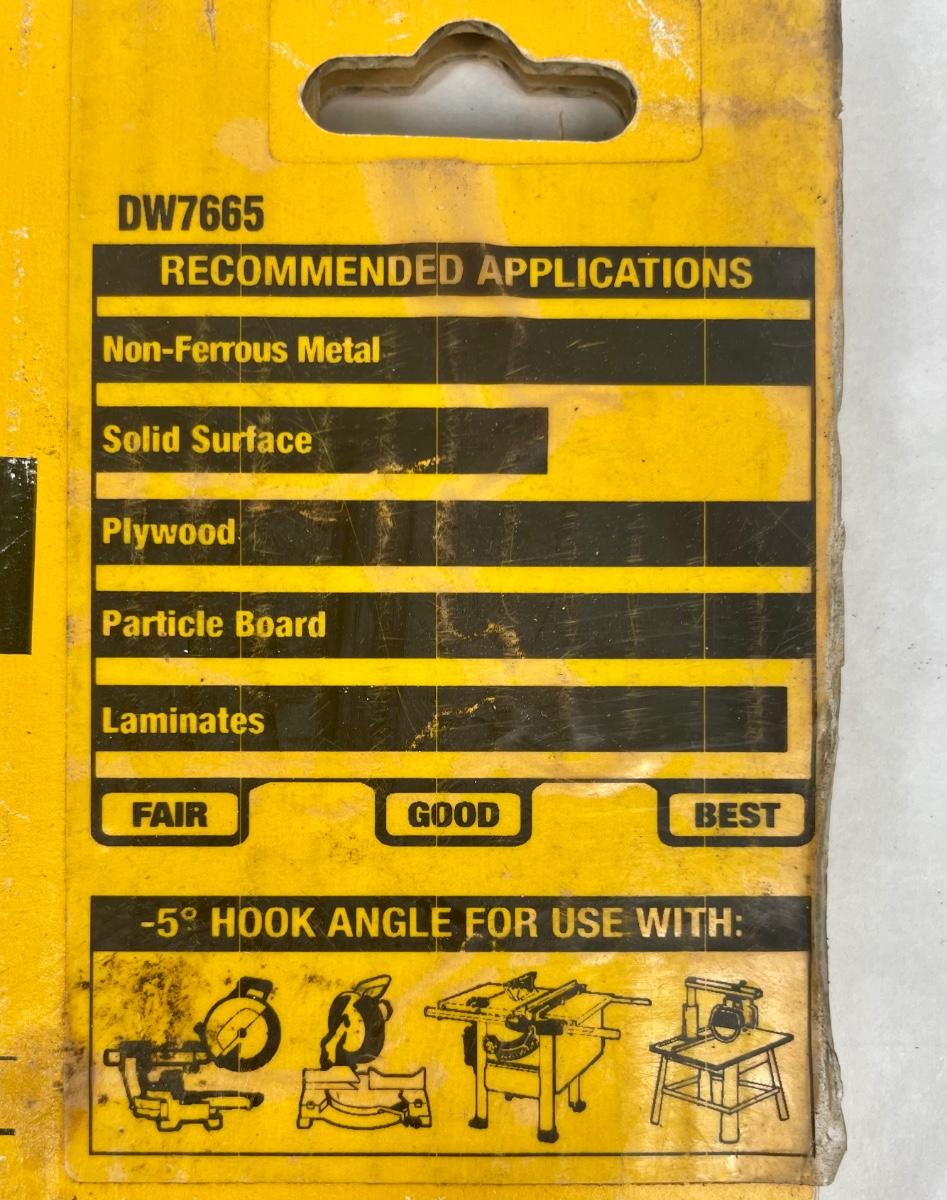 DW7665
RECOMMENDED APPLICATIONS
Non-Ferrous Metal
Solid Surface
Plywood
Particle Board
Laminates
FAIR GOOD BEST
-5° HOOK ANGLE FOR USE WITH: